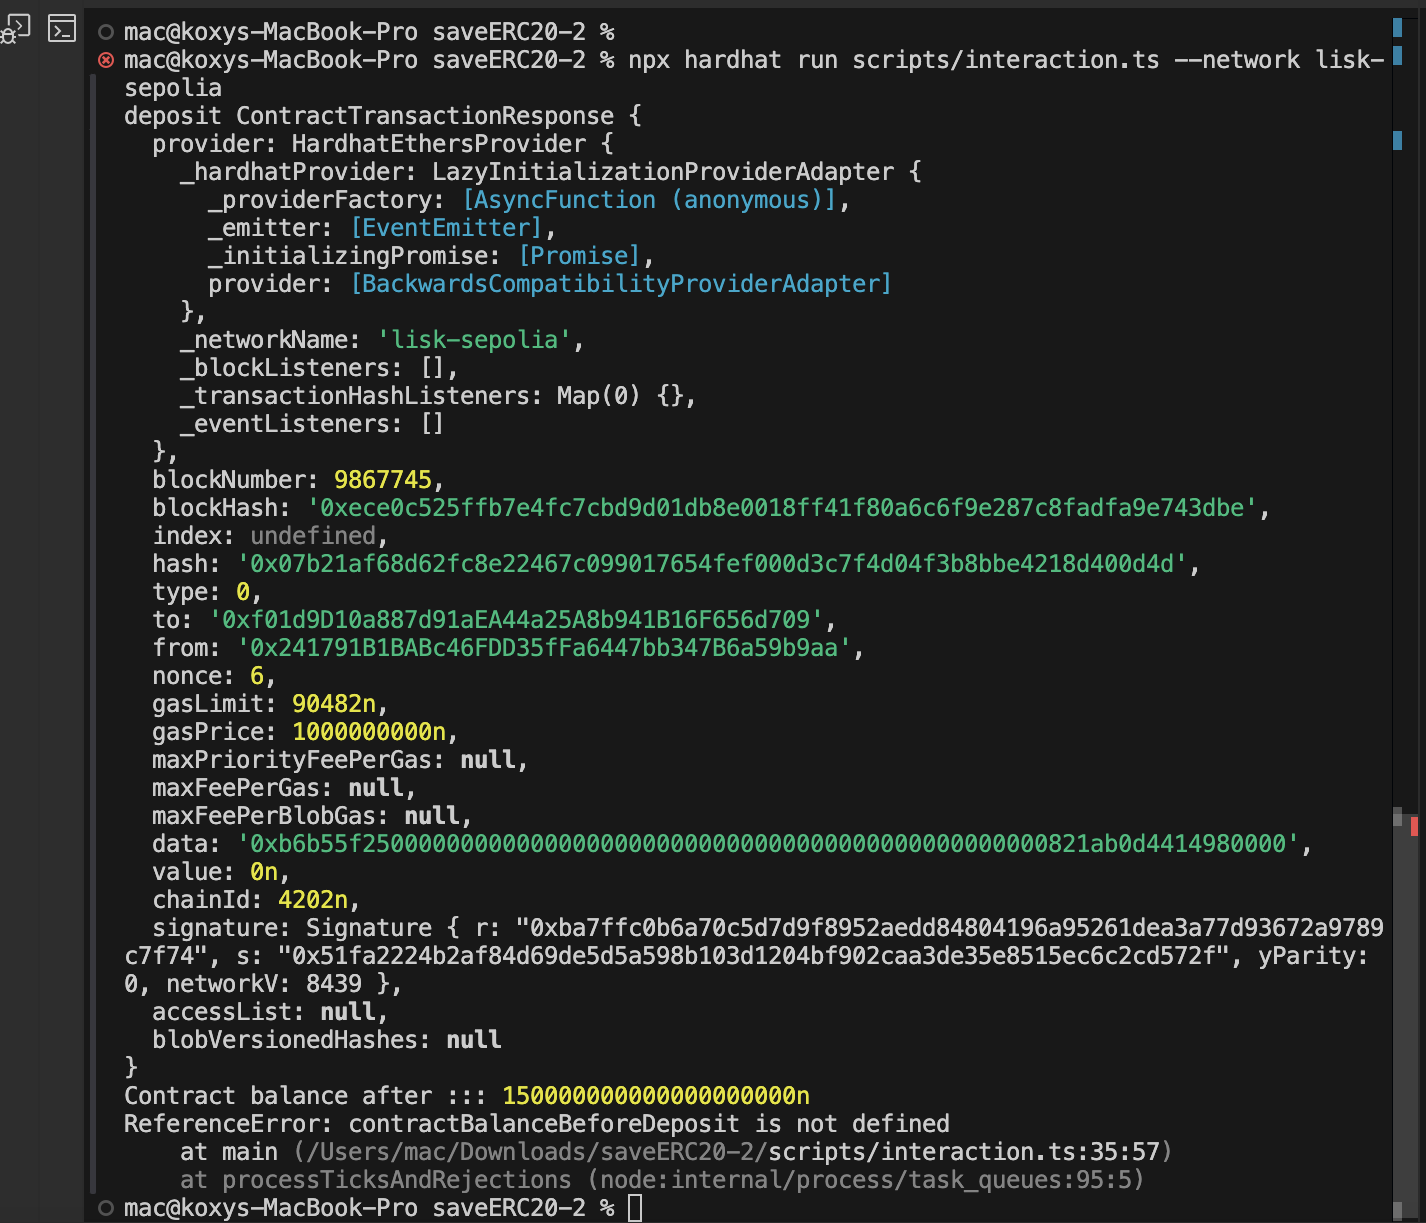 mac@koxys-MacBook-Pro saveERC20-2 %
mac@koxys-MacBook-Pro saveERC20-2 % npx hardhat run scripts/interaction.ts --network lisk-
sepolia
deposit ContractTransactionResponse {
  provider: HardhatEthersProvider {
    _hardhatProvider: LazyInitializationProviderAdapter {
      _providerFactory: [AsyncFunction (anonymous)],
      _emitter: [EventEmitter],
      _initializingPromise: [Promise],
      provider: [BackwardsCompatibilityProviderAdapter]
    },
    _networkName: 'lisk-sepolia',
    _blockListeners: [],
    _transactionHashListeners: Map(0) {},
    _eventListeners: []
  },
  blockNumber: 9867745,
  blockHash: '0xece0c525ffb7e4fc7cbd9d01db8e0018ff41f80a6c6f9e287c8fadfa9e743dbe',
  index: undefined,
  hash: '0x07b21af68d62fc8e22467c099017654fef000d3c7f4d04f3b8bbe4218d400d4d',
  type: 0,
  to: '0xf01d9D10a887d91aEA44a25A8b941B16F656d709',
  from: '0x241791B1BABc46FDD35fFa6447bb347B6a59b9aa',
  nonce: 6,
  gasLimit: 90482n,
  gasPrice: 1000000000n,
  maxPriorityFeePerGas: null,
  maxFeePerGas: null,
  maxFeePerBlobGas: null,
  data: '0xb6b55f250000000000000000000000000000000000000000000000821ab0d4414980000',
  value: 0n,
  chainId: 4202n,
  signature: Signature { r: "0xba7ffc0b6a70c5d7d9f8952aedd84804196a95261dea3a77d93672a9789
c7f74", s: "0x51fa2224b2af84d69de5d5a598b103d1204bf902caa3de35e8515ec6c2cd572f", yParity:
0, networkV: 8439 },
  accessList: null,
  blobVersionedHashes: null
}
Contract balance after ::: 150000000000000000000n
ReferenceError: contractBalanceBeforeDeposit is not defined
    at main (/Users/mac/Downloads/saveERC20-2/scripts/interaction.ts:35:57)
    at processTicksAndRejections (node:internal/process/task_queues:95:5)
mac@koxys-MacBook-Pro saveERC20-2 %